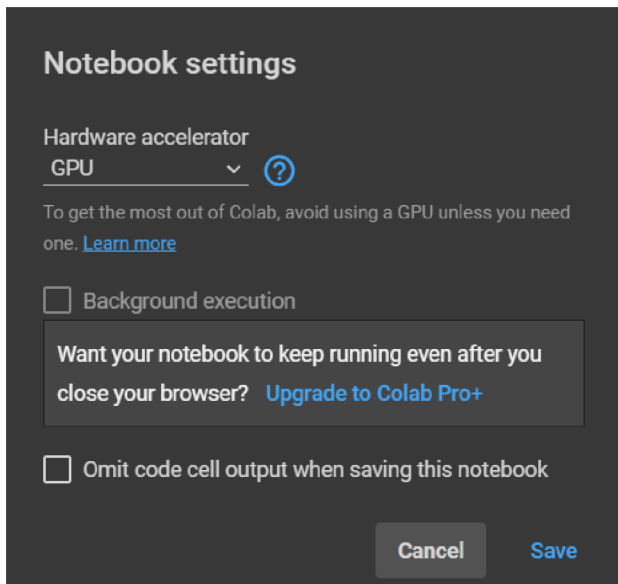 Notebook settings
Hardware accelerator
GPU
?
To get the most out of Colab, avoid using a GPU unless you need
one. Learn more
Background execution
Want your notebook to keep running even after you
close your browser? Upgrade to Colab Pro+
Omit code cell output when saving this notebook
Cancel Save